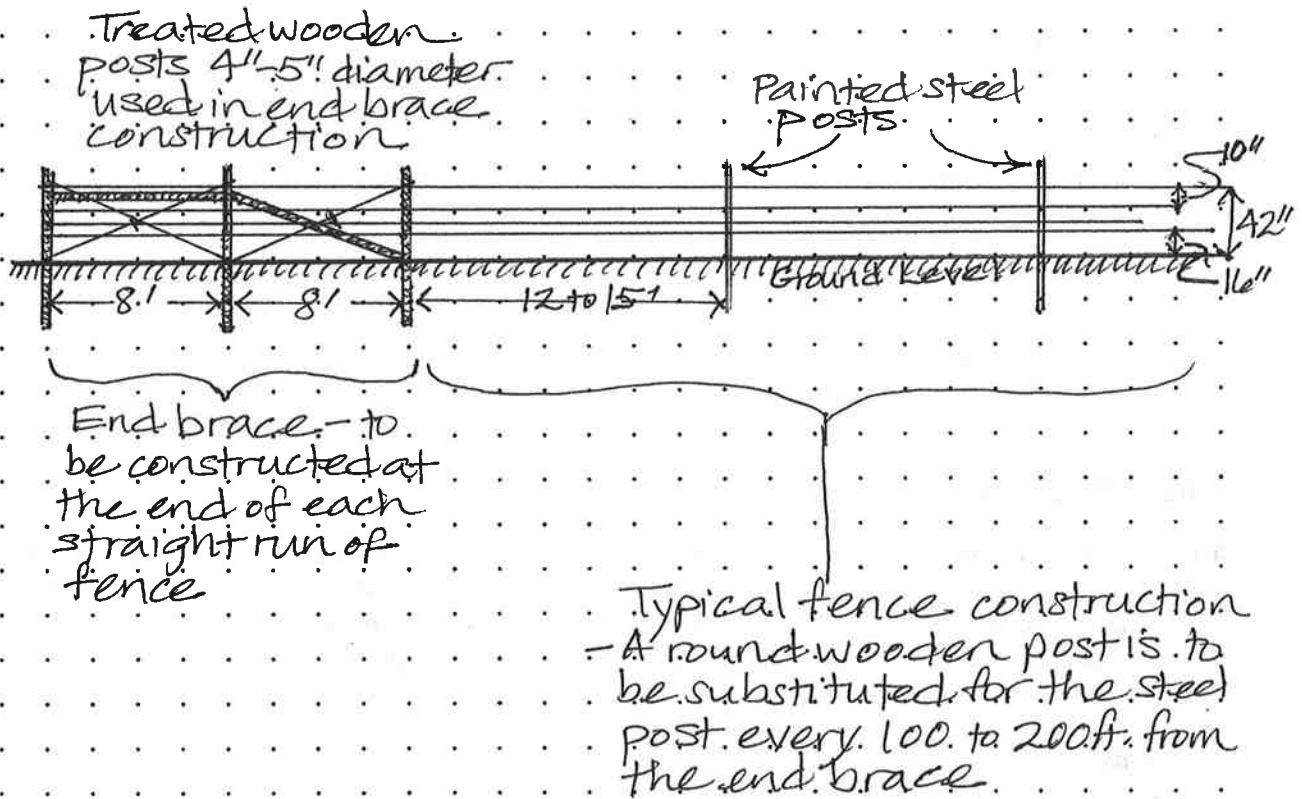 Treated wooden
posts 4"-5" diameter
used in end brace
construction
Painted steel
posts
10"
42"
16"
Ground Level
8'
8'
12 to 15'
End brace - to
be constructed at
the end of each
straight run of
fence
Typical fence construction
- A round wooden post is to
be substituted for the steel
post every 100 to 200ft. from
the end brace